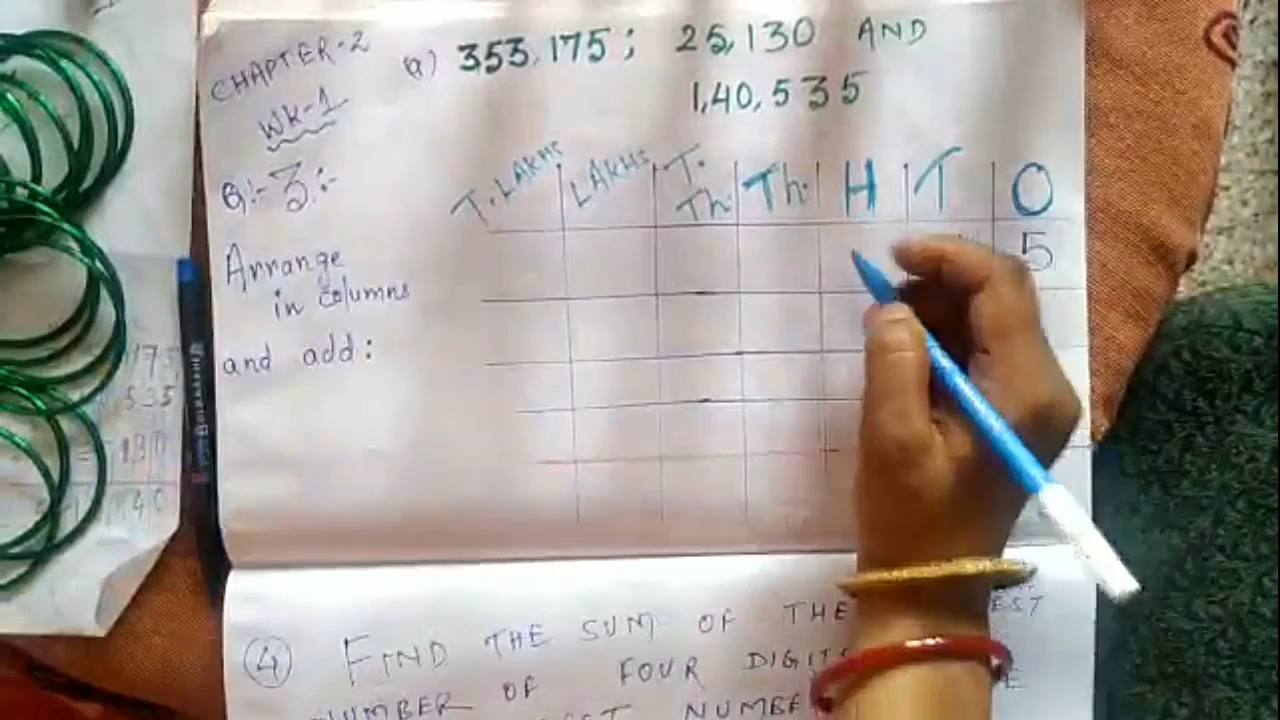 CHAPTER-2
WK-1
Q:- 3:-
Arrange
in columns
and add:
a) 353,175; 25,130 AND
1,40,535
T. LAKHS LAKHS T. Th Th. H T O
5
4 FIND THE SUM OF THE
NUMBER OF FOUR DIGITS
NUMBE